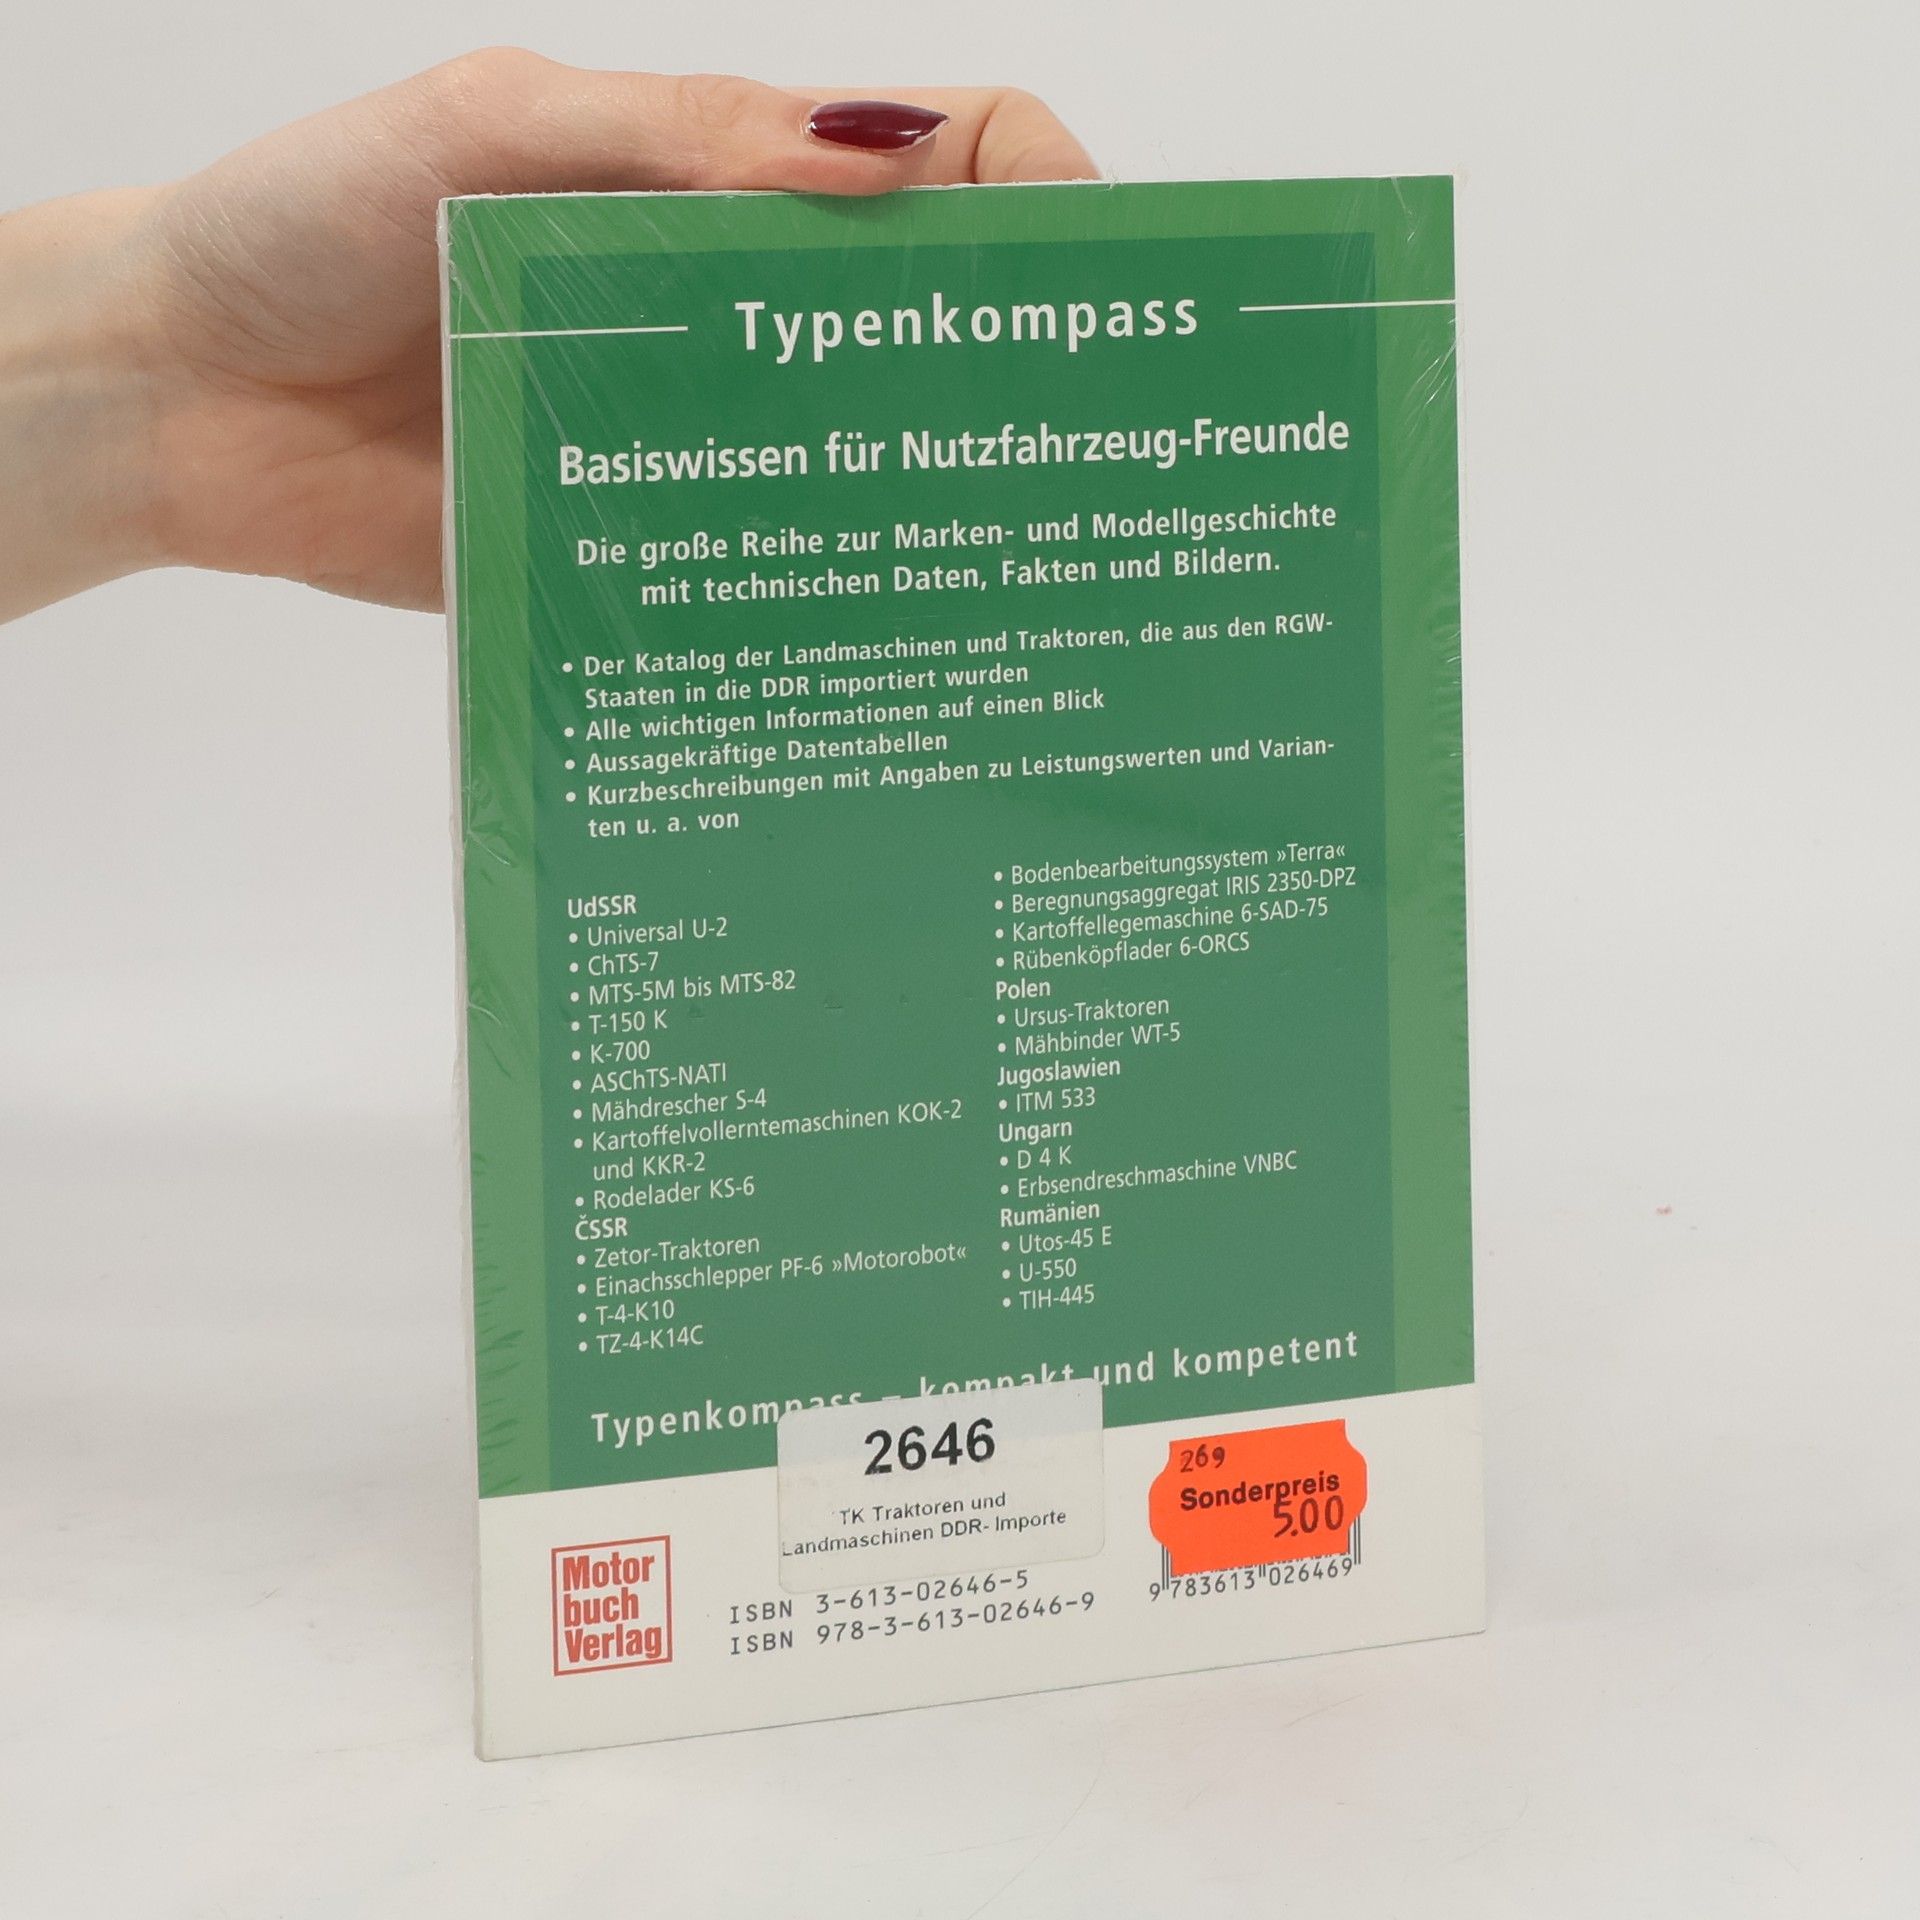 Typenkompass
Basiswissen für Nutzfahrzeug-Freunde
Die große Reihe zur Marken- und Modellgeschichte
mit technischen Daten, Fakten und Bildern.
• Der Katalog der Landmaschinen und Traktoren, die aus den RGW-
Staaten in die DDR importiert wurden
• Alle wichtigen Informationen auf einen Blick
• Aussagekräftige Datentabellen
• Kurzbeschreibungen mit Angaben zu Leistungswerten und Varian-
ten u. a. von
UdSSR
• Universal U-2
• ChTS-7
• MTS-5M bis MTS-82
• T-150 K
• K-700
• ASChTS-NATI
• Mähdrescher S-4
• Kartoffelvollerntemaschinen KOK-2
und KKR-2
• Rodelader KS-6
ČSSR
• Zetor-Traktoren
• Einachsschlepper PF-6 »Motorobot«
• T-4-K10
• TZ-4-K14C
• Bodenbearbeitungssystem »Terra«
• Beregnungsaggregat IRIS 2350-DPZ
• Kartoffellegemaschine 6-SAD-75
• Rübenköpflader 6-ORCS
Polen
• Ursus-Traktoren
• Mähbinder WT-5
Jugoslawien
• ITM 533
Ungarn
• D 4 K
• Erbsendreschmaschine VNBC
Rumänien
• Utos-45 E
• U-550
• TIH-445
Typenkompass – kompakt und kompetent
2646
TK Traktoren und
Landmaschinen DDR- Importe
269
Sonderpreis
5.00
Motor
buch
Verlag
ISBN 3-613-02646-5
ISBN 978-3-613-02646-9
9 783613 026469